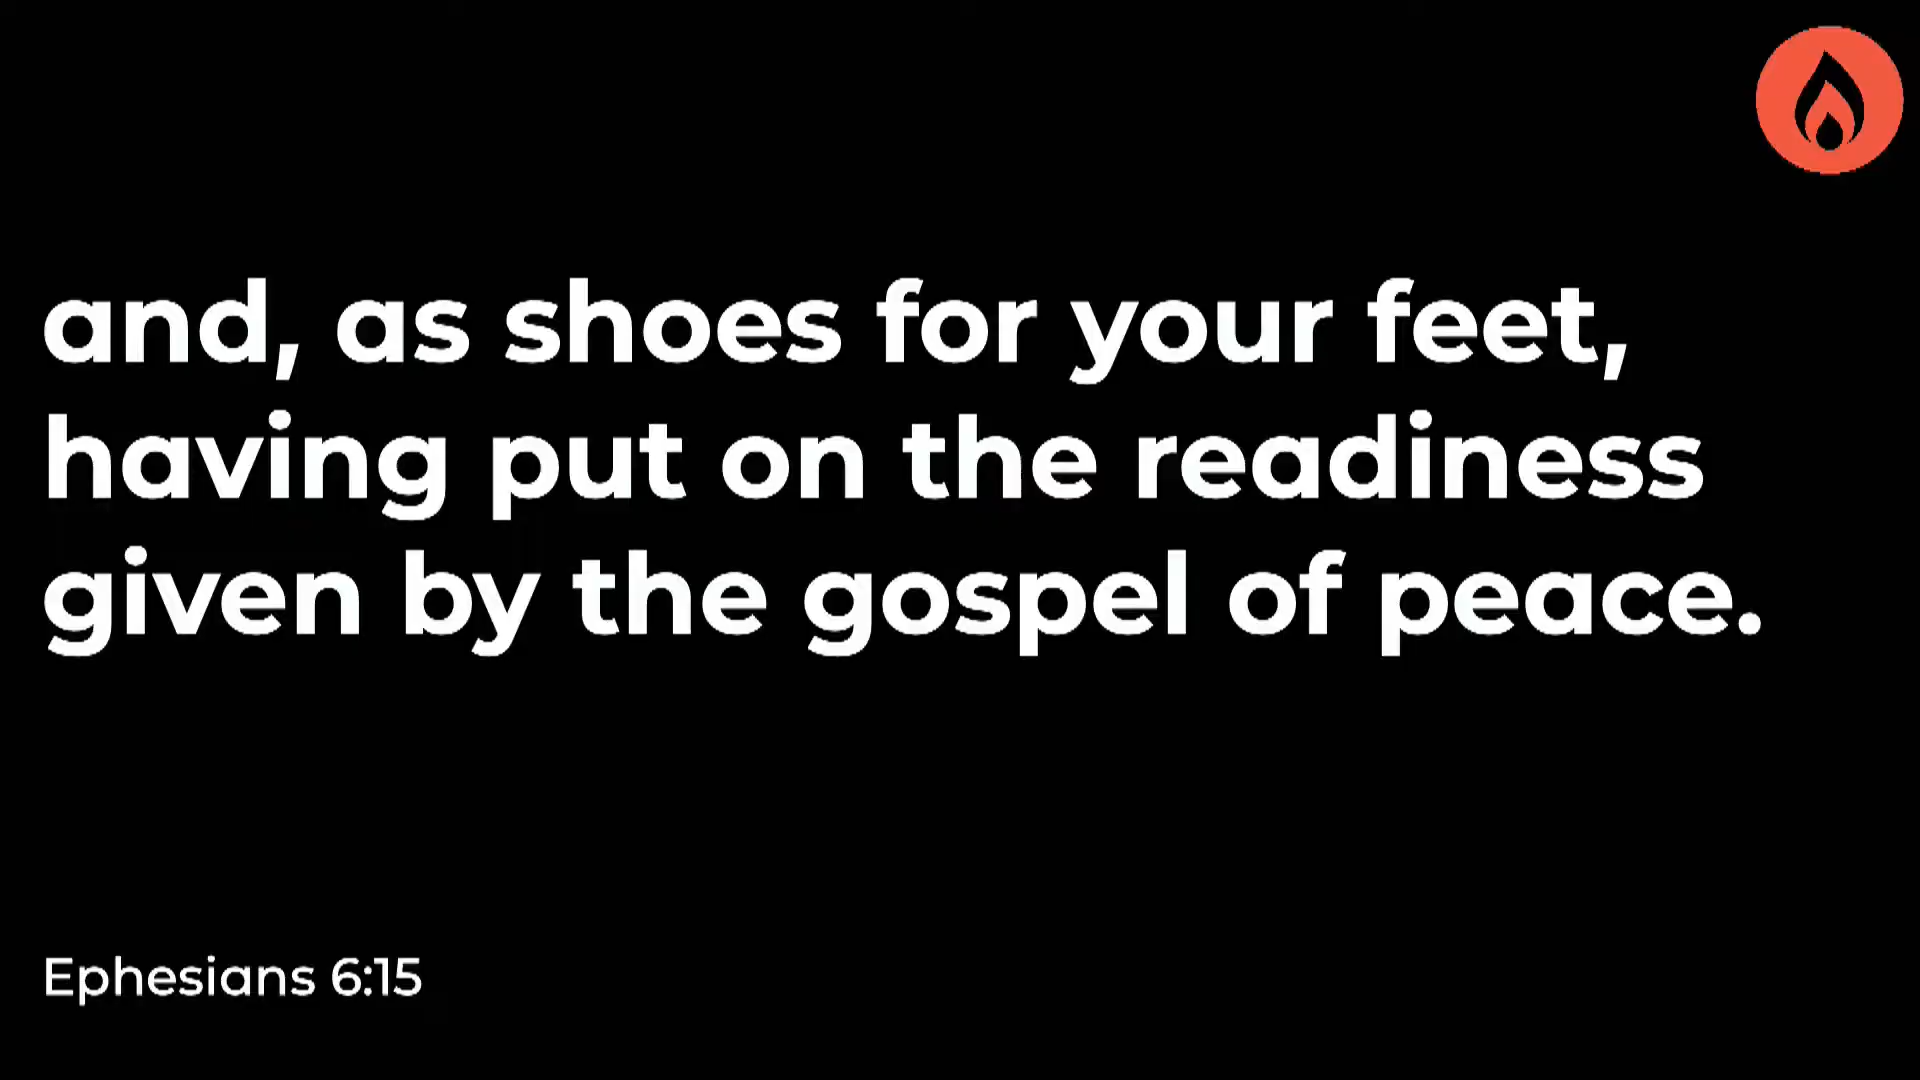 and, as shoes for your feet,
having put on the readiness
given by the gospel of peace.
Ephesians 6:15